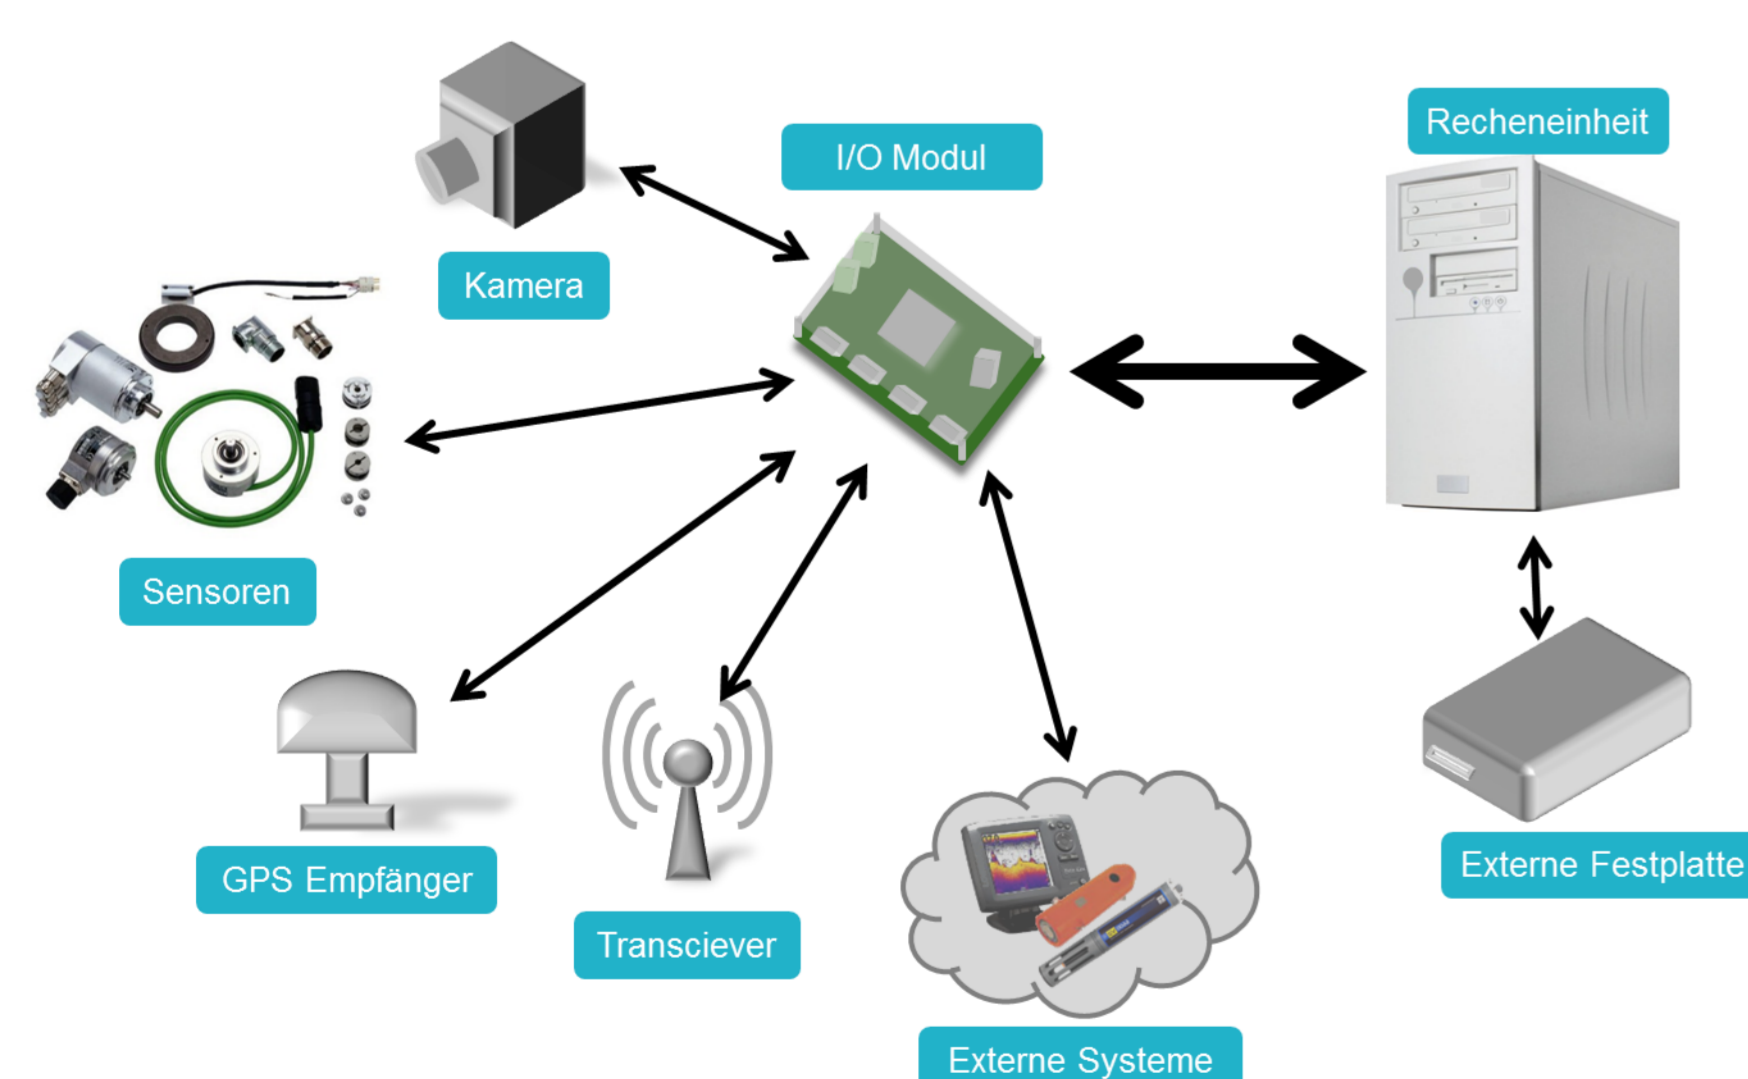 Recheneinheit
I/O Modul
Kamera
Sensoren
GPS Empfänger
Transciever
Externe Festplatte
Externe Systeme